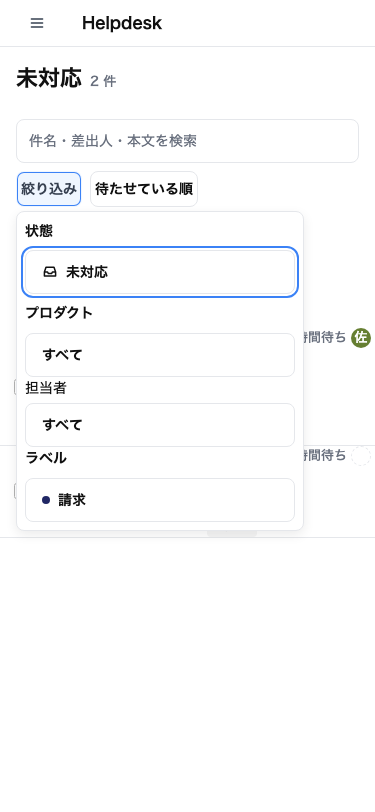 Helpdesk
未対応 2 件
件名・差出人・本文を検索
絞り込み 待たせている順
状態
未対応
プロダクト
すべて
時間待ち 佐
担当者
すべて
ラベル
時間待ち
請求